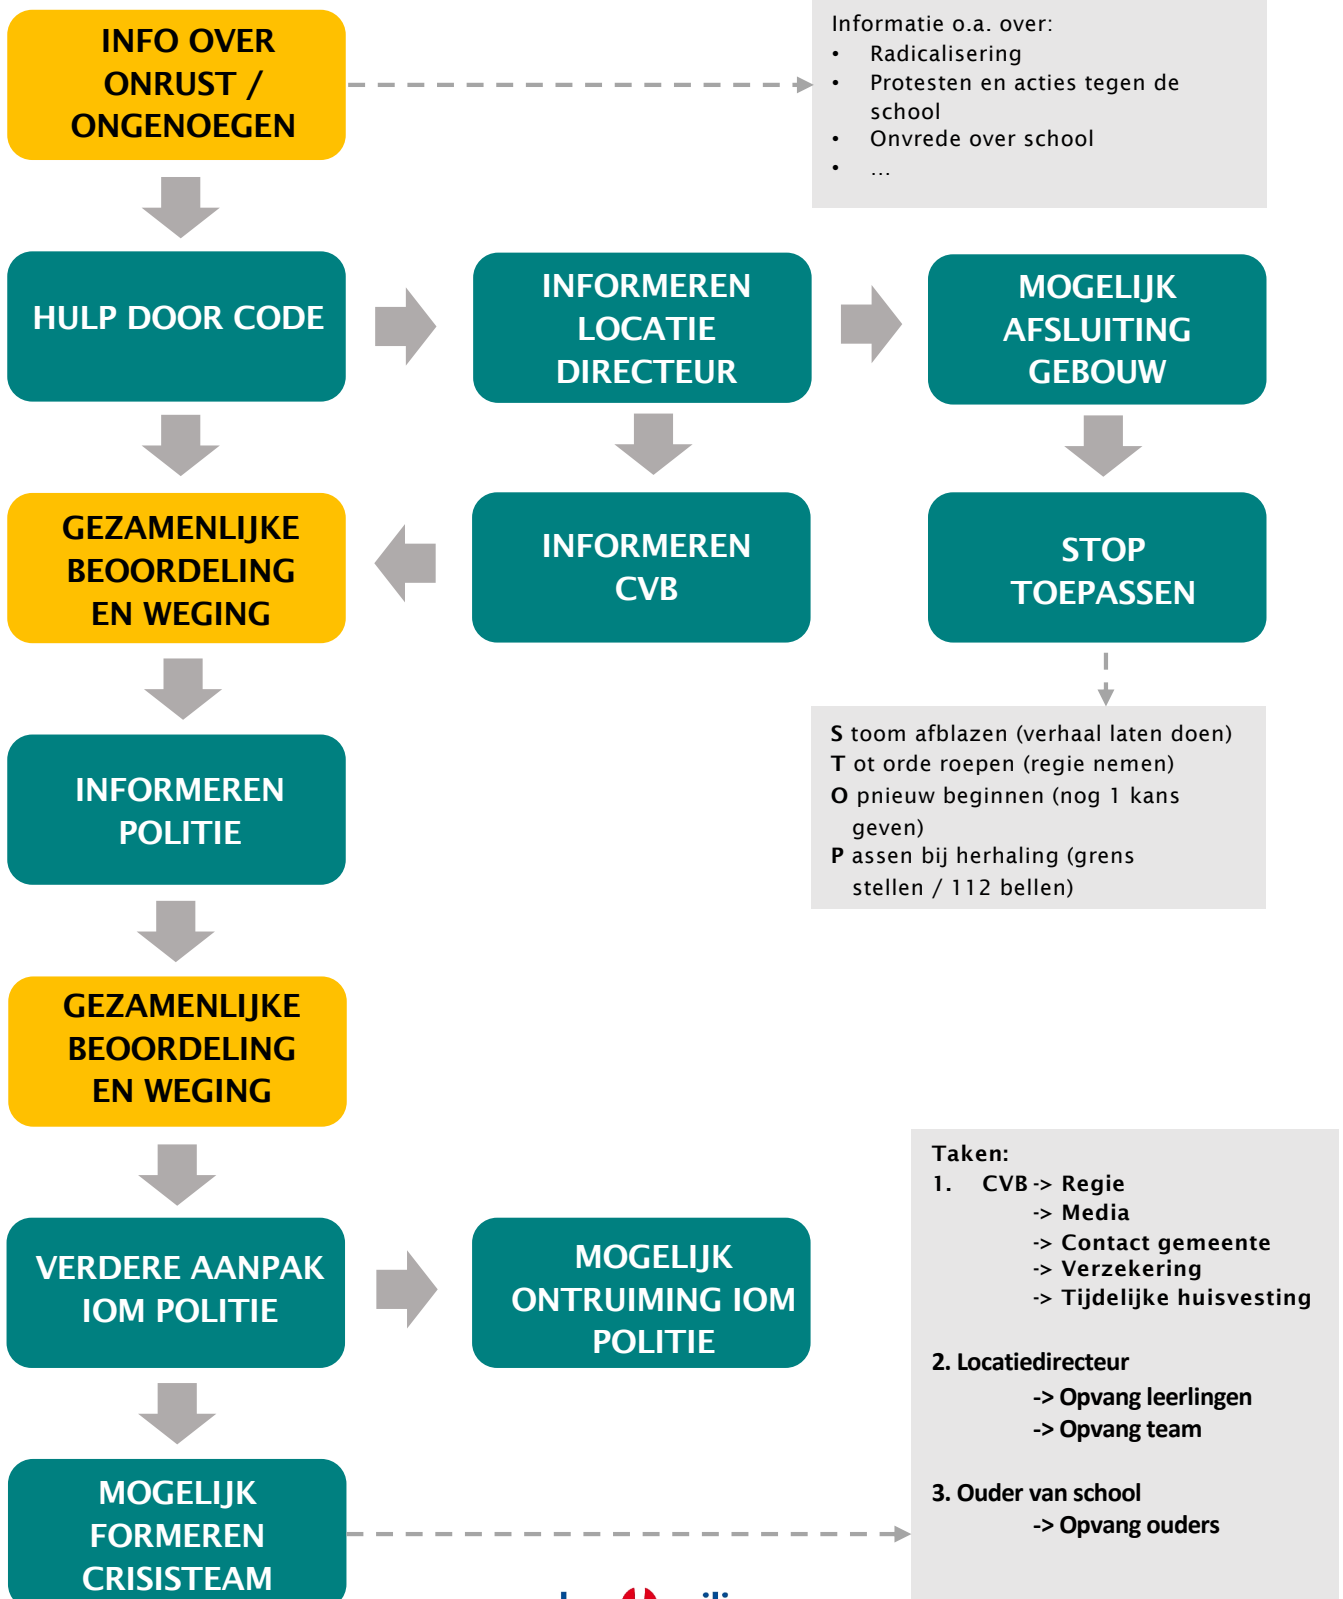 INFO OVER
ONRUST /
ONGENOEGEN
Informatie o.a. over:
• Radicalisering
• Protesten en acties tegen de
school
• Onvrede over school
• ...
HULP DOOR CODE
INFORMEREN
LOCATIE
DIRECTEUR
MOGELIJK
AFSLUITING
GEBOUW
GEZAMENLIJKE
BEOORDELING
EN WEGING
INFORMEREN
CVB
STOP
TOEPASSEN
S toom afblazen (verhaal laten doen)
T ot orde roepen (regie nemen)
O pnieuw beginnen (nog 1 kans
geven)
P assen bij herhaling (grens
stellen / 112 bellen)
INFORMEREN
POLITIE
GEZAMENLIJKE
BEOORDELING
EN WEGING
VERDERE AANPAK
IOM POLITIE
MOGELIJK
ONTRUIMING IOM
POLITIE
MOGELIJK
FORMEREN
CRISISTEAM
Taken:
1. CVB -> Regie
-> Media
-> Contact gemeente
-> Verzekering
-> Tijdelijke huisvesting
2. Locatiedirecteur
-> Opvang leerlingen
-> Opvang team
3. Ouder van school
-> Opvang ouders